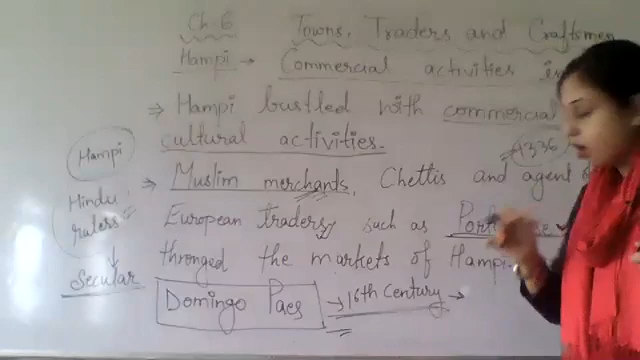 Ch-6 Towns, Traders and Craftsmen
Hampi → Commercial activities in
⇒ Hampi bustled with commercial
cultural activities.
1336
Hampi
⇒ Muslim merchants, Chettis and agent
Hindu rulers
European traders, such as
thronged the markets of Hampi.
Secular
Domingo Paes → 16th Century →